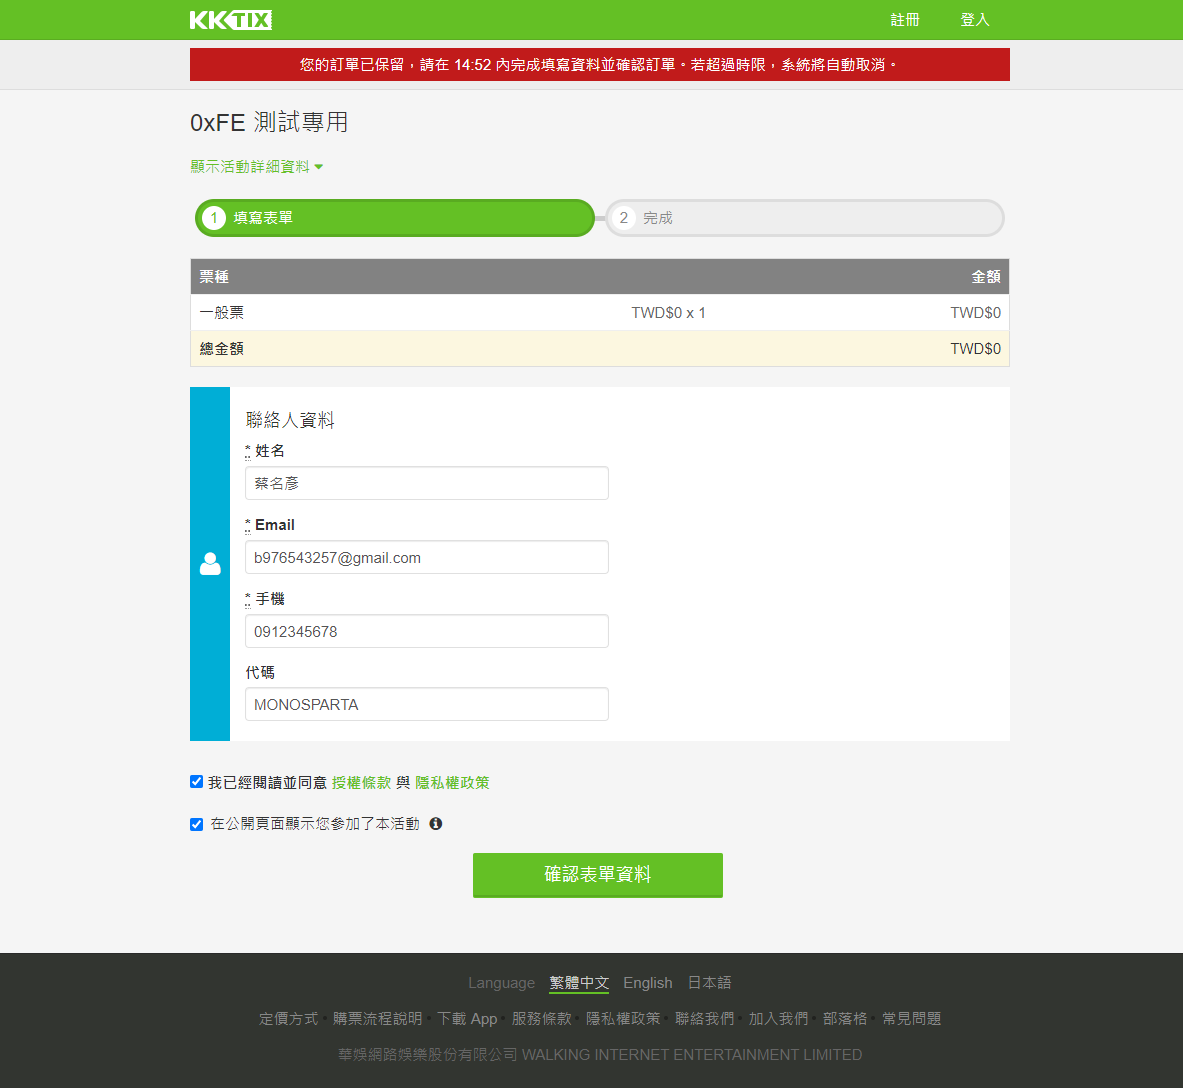 KKTIX
註冊 登入
您的訂單已保留，請在 14:52 內完成填寫資料並確認訂單。若超過時限，系統將自動取消。
0xFE 測試專用
顯示活動詳細資料
1 填寫表單 2 完成
票種 金額
一般票 TWD$0 x 1 TWD$0
總金額 TWD$0
聯絡人資料
* 姓名
蔡名彥
* Email
b976543257@gmail.com
* 手機
0912345678
代碼
MONOSPARTA
我已經閱讀並同意 授權條款 與 隱私權政策
在公開頁面顯示您參加了本活動
確認表單資料
Language 繁體中文 English 日本語
定價方式 • 購票流程說明 • 下載 App • 服務條款 • 隱私權政策 • 聯絡我們 • 加入我們 • 部落格 • 常見問題
華娛網路娛樂股份有限公司 WALKING INTERNET ENTERTAINMENT LIMITED